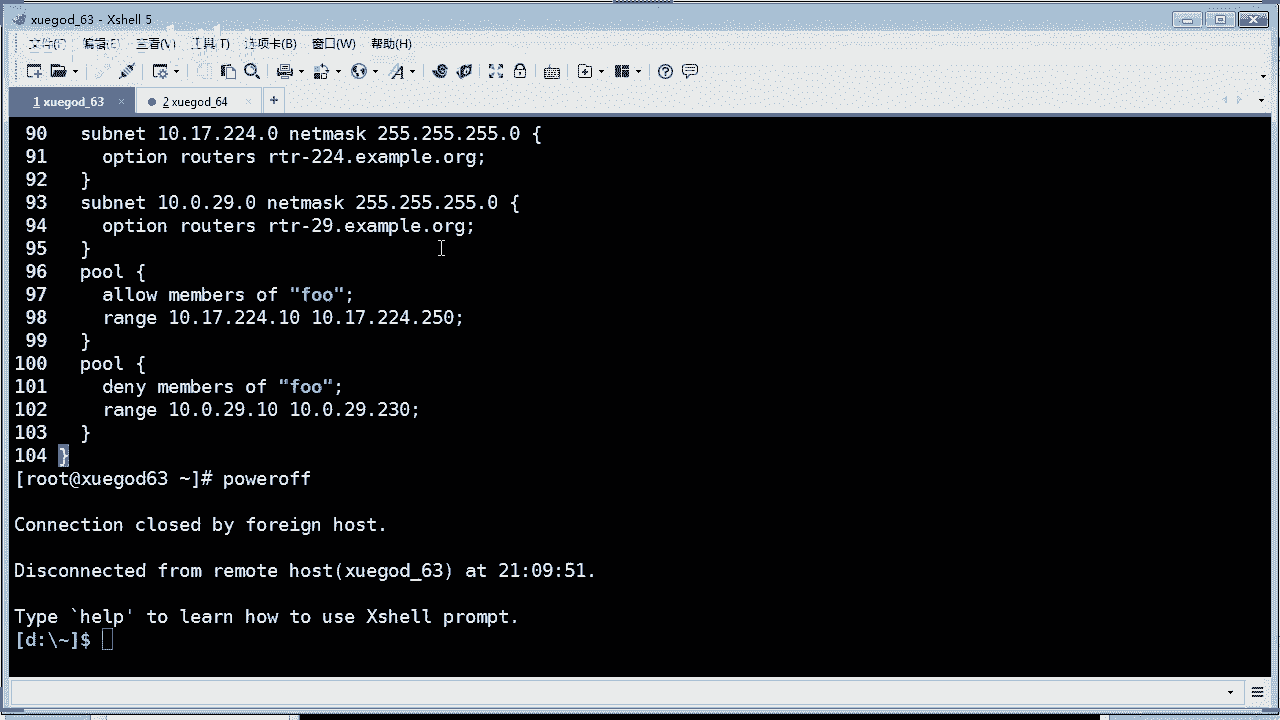 xuegod_63 - Xshell 5
文件(F) 编辑(E) 查看(V) 工具(T) 选项卡(B) 窗口(W) 帮助(H)
1 xuegod_63 × 2 xuegod_64 × +
90 subnet 10.17.224.0 netmask 255.255.255.0 {
91 option routers rtr-224.example.org;
92 }
93 subnet 10.0.29.0 netmask 255.255.255.0 {
94 option routers rtr-29.example.org;
95 }
96 pool {
97 allow members of "foo";
98 range 10.17.224.10 10.17.224.250;
99 }
100 pool {
101 deny members of "foo";
102 range 10.0.29.10 10.0.29.230;
103 }
104 }
[root@xuegod63 ~]# poweroff
Connection closed by foreign host.
Disconnected from remote host(xuegod_63) at 21:09:51.
Type `help' to learn how to use Xshell prompt.
[d:\~]$